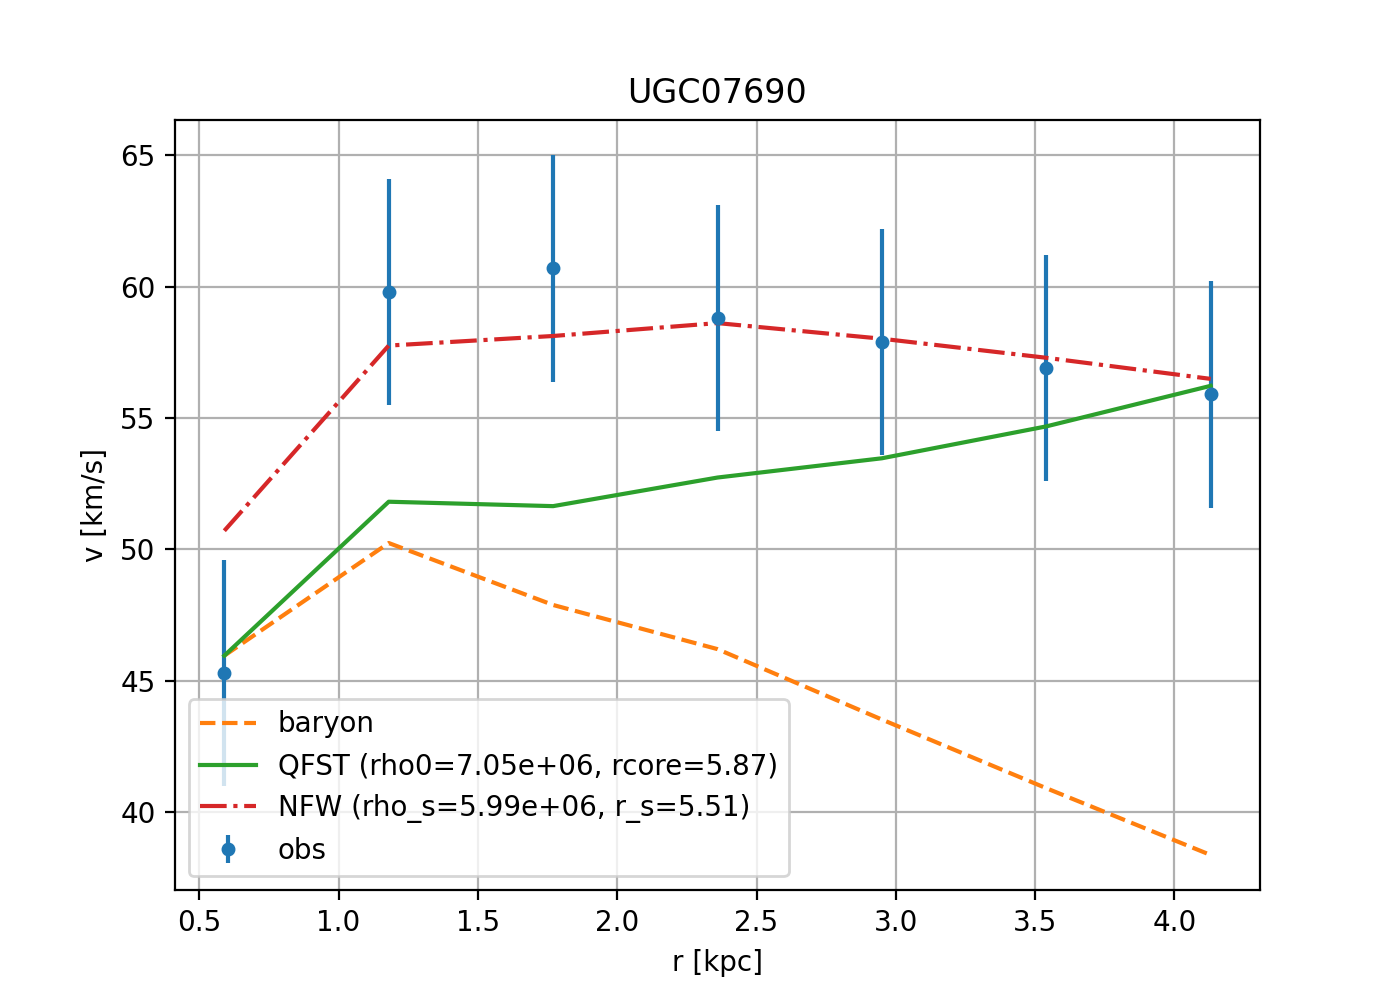 UGC07690
v [km/s]
65
60
55
50
45
40
baryon
QFST (rho0=7.05e+06, rcore=5.87)
NFW (rho_s=5.99e+06, r_s=5.51)
obs
0.5 1.0 1.5 2.0 2.5 3.0 3.5 4.0
r [kpc]